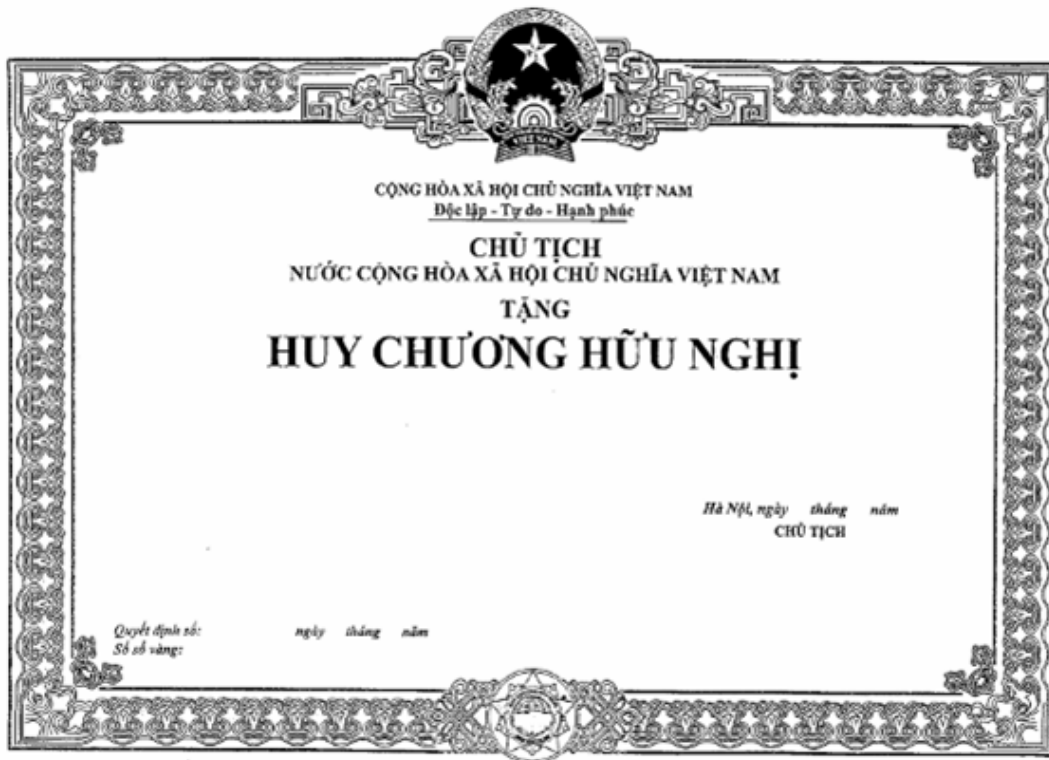 VIỆT NAM
CỘNG HÒA XÃ HỘI CHỦ NGHĨA VIỆT NAM
Độc lập - Tự do - Hạnh phúc
CHỦ TỊCH
NƯỚC CỘNG HÒA XÃ HỘI CHỦ NGHĨA VIỆT NAM
TẶNG
HUY CHƯƠNG HỮU NGHỊ
Hà Nội, ngày tháng năm
CHỦ TỊCH
Quyết định số: ngày tháng năm
Số sổ vàng: